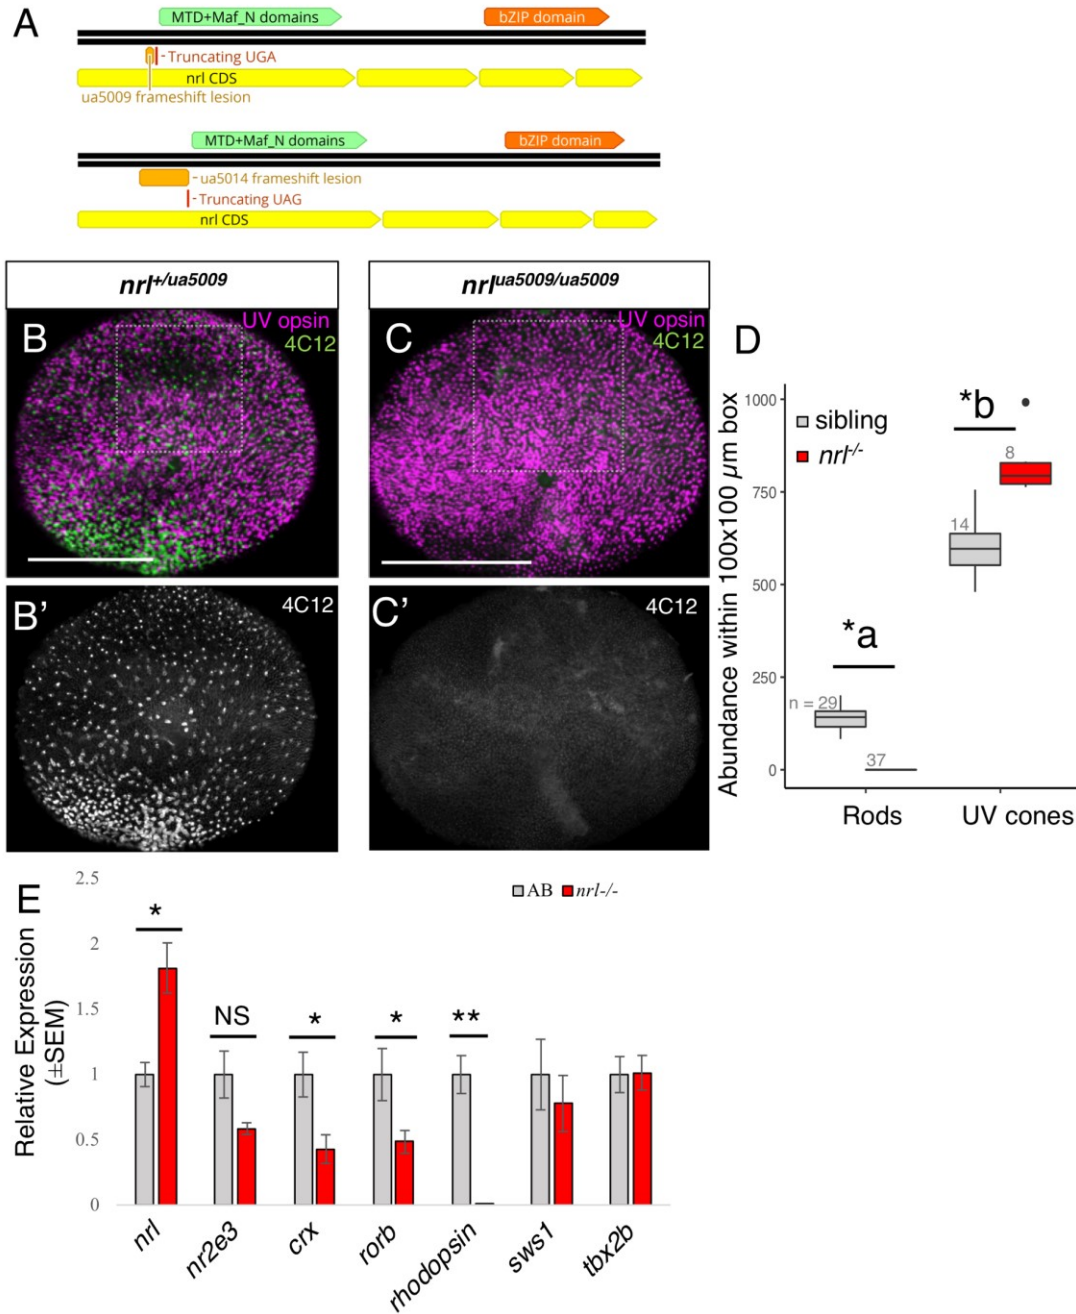 A
MTD+Maf_N domains
bZIP domain
Truncating UGA
nrl CDS
ua5009 frameshift lesion
MTD+Maf_N domains
bZIP domain
ua5014 frameshift lesion
Truncating UAG
nrl CDS
nrl+/ua5009
nrlua5009/ua5009
B
UV opsin
4C12
C
UV opsin
4C12
B'
4C12
C'
4C12
D
Abundance within 100x100 µm box
1000
750
500
250
0
sibling
nrl-/-
*a
*b
n = 29
37
14
8
Rods
UV cones
E
Relative Expression
(±SEM)
2.5
2
1.5
1
0.5
0
AB
nrl-/-
*
NS
*
*
**
nrl
nr2e3
crx
rorb
rhodopsin
sws1
tbx2b